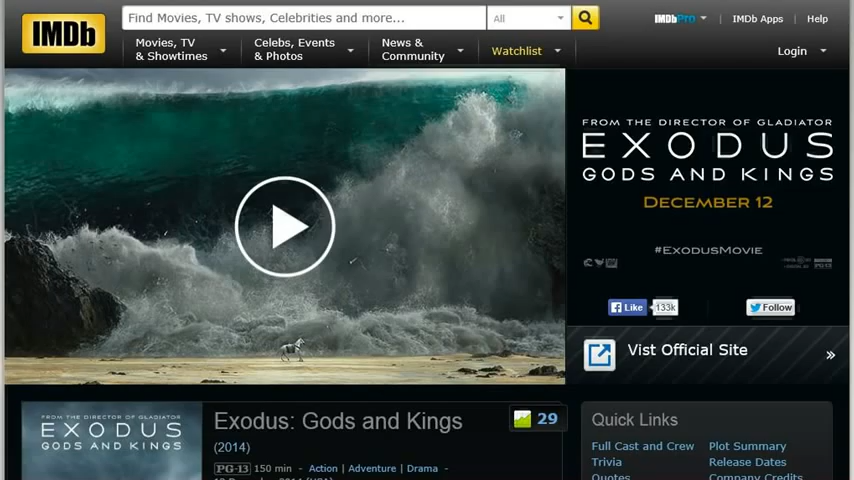 IMDb
Find Movies, TV shows, Celebrities and more...
All
IMDbPro
IMDb Apps
Help
Movies, TV
& Showtimes
Celebs, Events
& Photos
News &
Community
Watchlist
Login
FROM THE DIRECTOR OF GLADIATOR
EXODUS
GODS AND KINGS
DECEMBER 12
#EXODUSMOVIE
Like
133k
Follow
Vist Official Site
»
FROM THE DIRECTOR OF GLADIATOR
EXODUS
GODS AND KINGS
Exodus: Gods and Kings
29
(2014)
PG-13 150 min - Action | Adventure | Drama -
Quick Links
Full Cast and Crew
Plot Summary
Trivia
Release Dates
Quotes
Company Credits